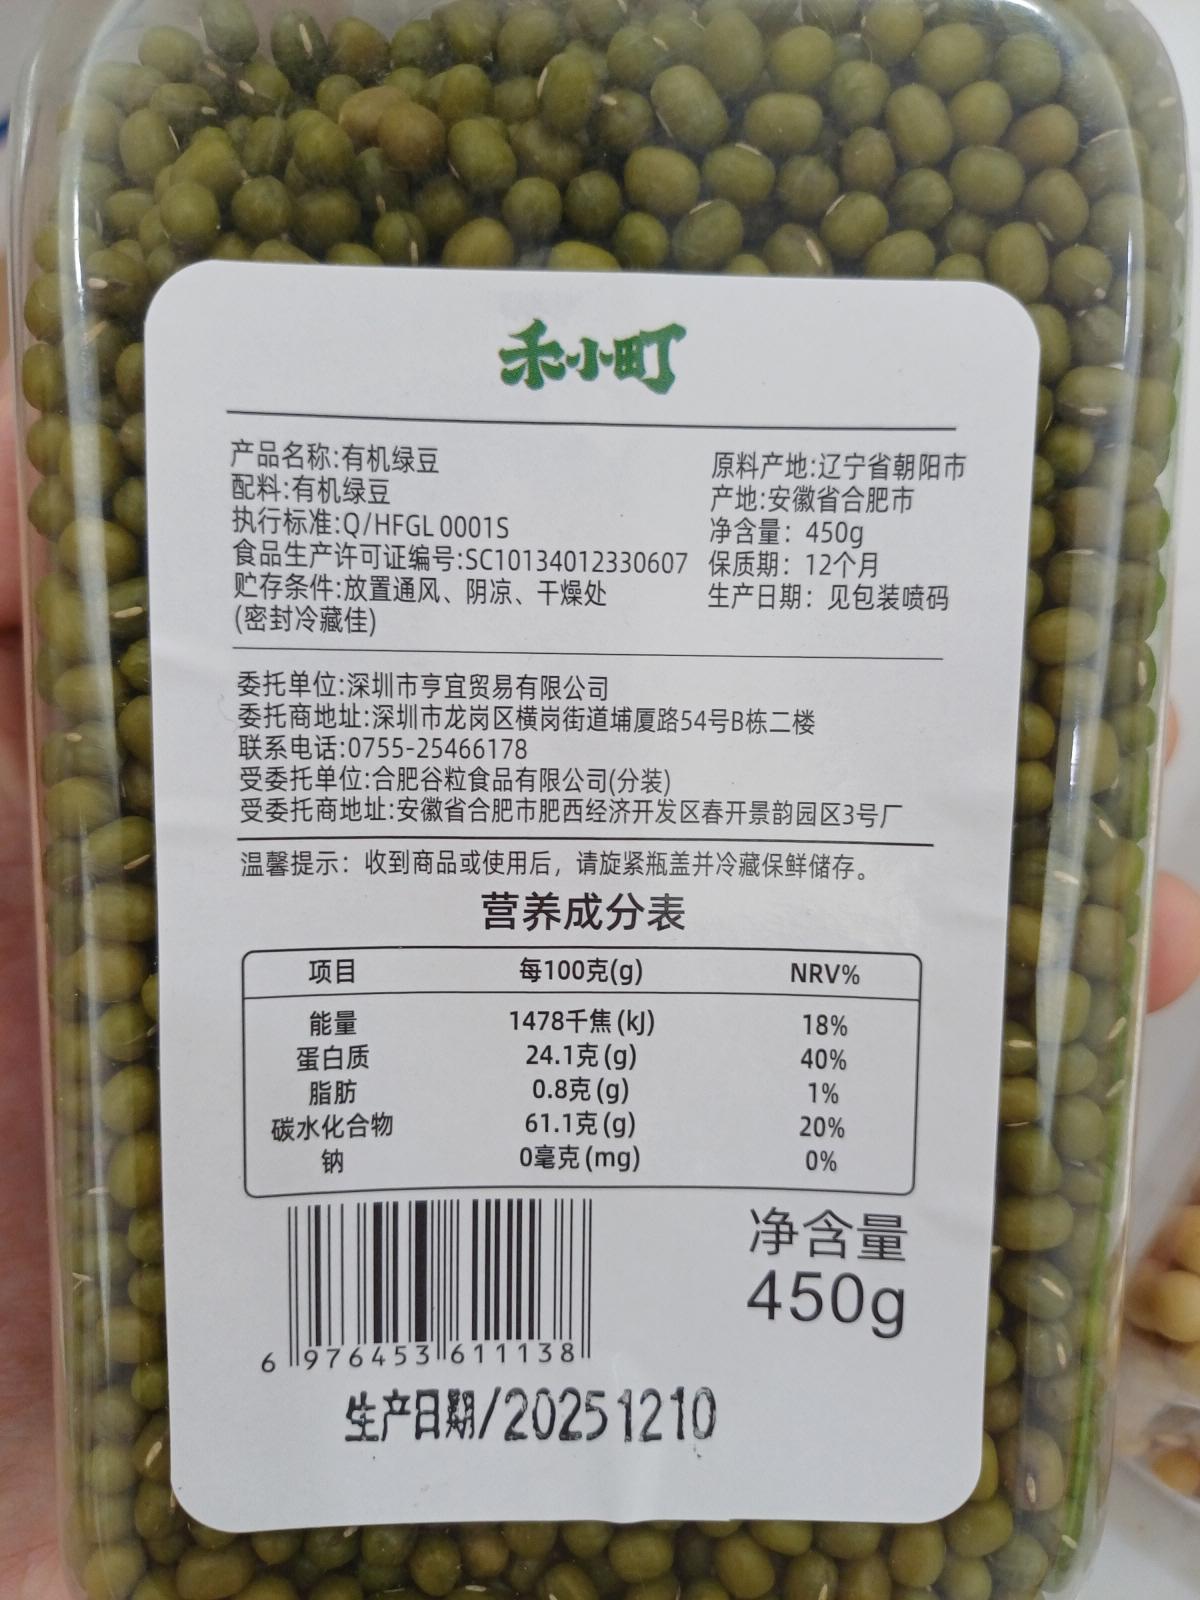 禾小町
产品名称:有机绿豆
配料:有机绿豆
执行标准:Q/HFGL 0001S
食品生产许可证编号:SC10134012330607
贮存条件:放置通风、阴凉、干燥处
(密封冷藏佳)
原料产地:辽宁省朝阳市
产地:安徽省合肥市
净含量：450g
保质期：12个月
生产日期：见包装喷码
委托单位:深圳市亨宜贸易有限公司
委托商地址:深圳市龙岗区横岗街道埔厦路54号B栋二楼
联系电话:0755-25466178
受委托单位:合肥谷粒食品有限公司(分装)
受委托商地址:安徽省合肥市肥西经济开发区春开景韵园区3号厂
温馨提示：收到商品或使用后，请旋紧瓶盖并冷藏保鲜储存。
营养成分表
项目 每100克(g) NRV%
能量 1478千焦(kJ) 18%
蛋白质 24.1克(g) 40%
脂肪 0.8克(g) 1%
碳水化合物 61.1克(g) 20%
钠 0毫克(mg) 0%
净含量
450g
6 976453 611138
生产日期/20251210